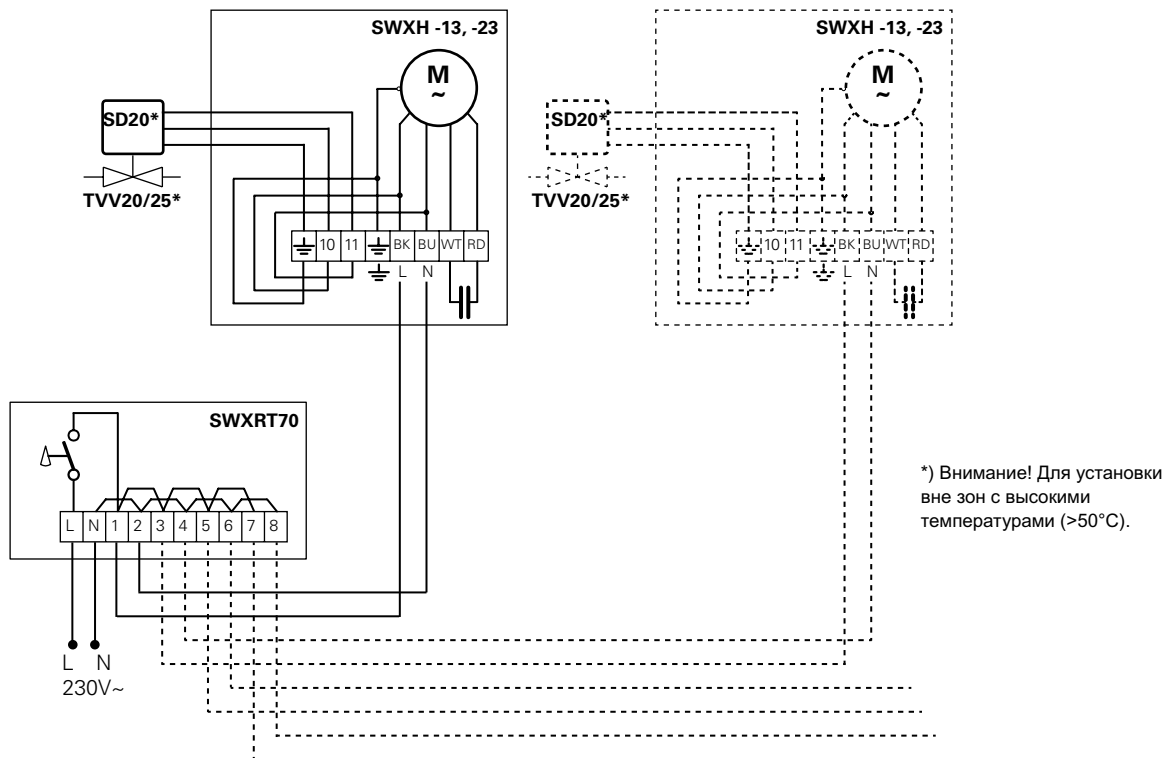 SWXH -13, -23
M
~
SD20*
TVV20/25*
10 11 BK BU WT RD
L N
SWXH -13, -23
M
~
SD20*
TVV20/25*
10 11 BK BU WT RD
L N
SWXRT70
L N 1 2 3 4 5 6 7 8
L N
230V~
*) Внимание! Для установки
вне зон с высокими
температурами (>50°C).